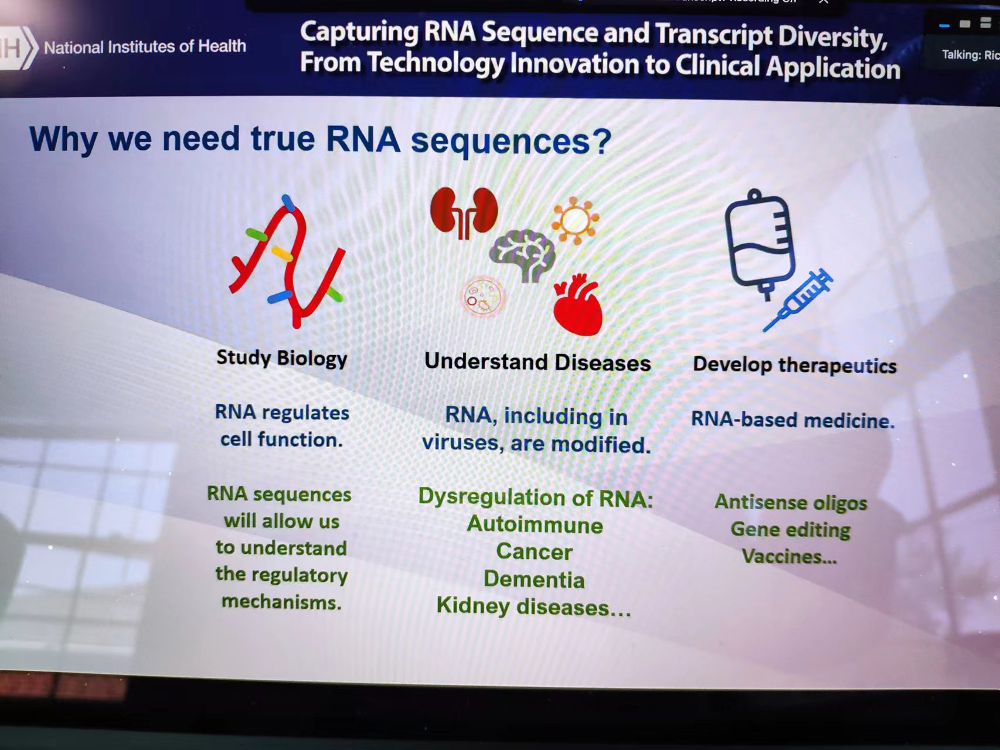 National Institutes of Health
Capturing RNA Sequence and Transcript Diversity,
From Technology Innovation to Clinical Application
Recording
Talking:
Why we need true RNA sequences?
Study Biology
RNA regulates
cell function.
RNA sequences
will allow us
to understand
the regulatory
mechanisms.
Understand Diseases
RNA, including in
viruses, are modified.
Dysregulation of RNA:
Autoimmune
Cancer
Dementia
Kidney diseases...
Develop therapeutics
RNA-based medicine.
Antisense oligos
Gene editing
Vaccines...